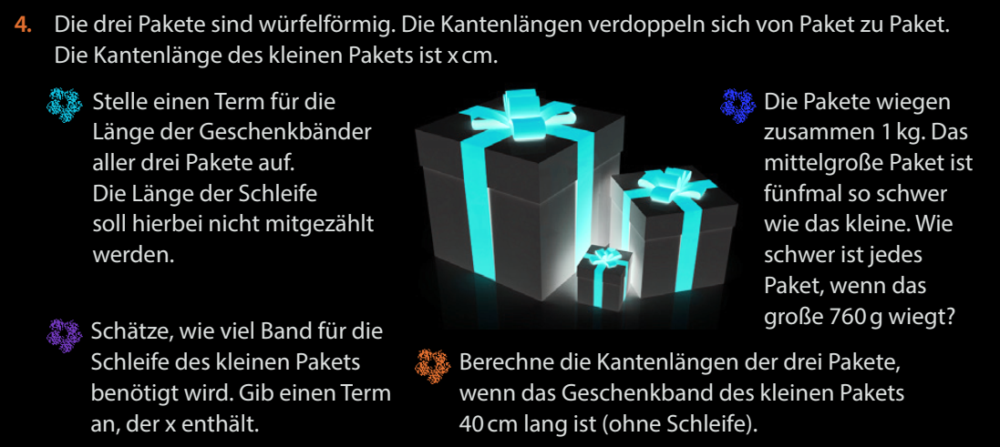 4. Die drei Pakete sind würfelförmig. Die Kantenlängen verdoppeln sich von Paket zu Paket.
Die Kantenlänge des kleinen Pakets ist x cm.
Stelle einen Term für die
Länge der Geschenkbänder
aller drei Pakete auf.
Die Länge der Schleife
soll hierbei nicht mitgezählt
werden.
Die Pakete wiegen
zusammen 1 kg. Das
mittelgroße Paket ist
fünfmal so schwer
wie das kleine. Wie
schwer ist jedes
Paket, wenn das
große 760 g wiegt?
Schätze, wie viel Band für die
Schleife des kleinen Pakets
benötigt wird. Gib einen Term
an, der x enthält.
Berechne die Kantenlängen der drei Pakete,
wenn das Geschenkband des kleinen Pakets
40 cm lang ist (ohne Schleife).